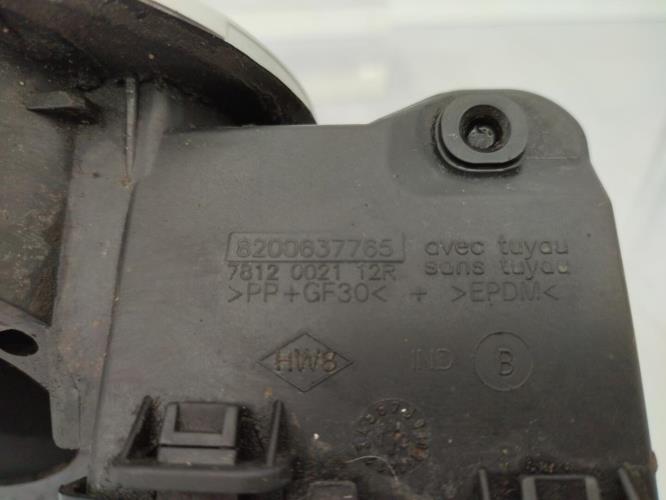 8200637765 avec tuyau
7812 0021 12R sans tuyau
>PP+GF30< + >EPDM<
HW8 IND B